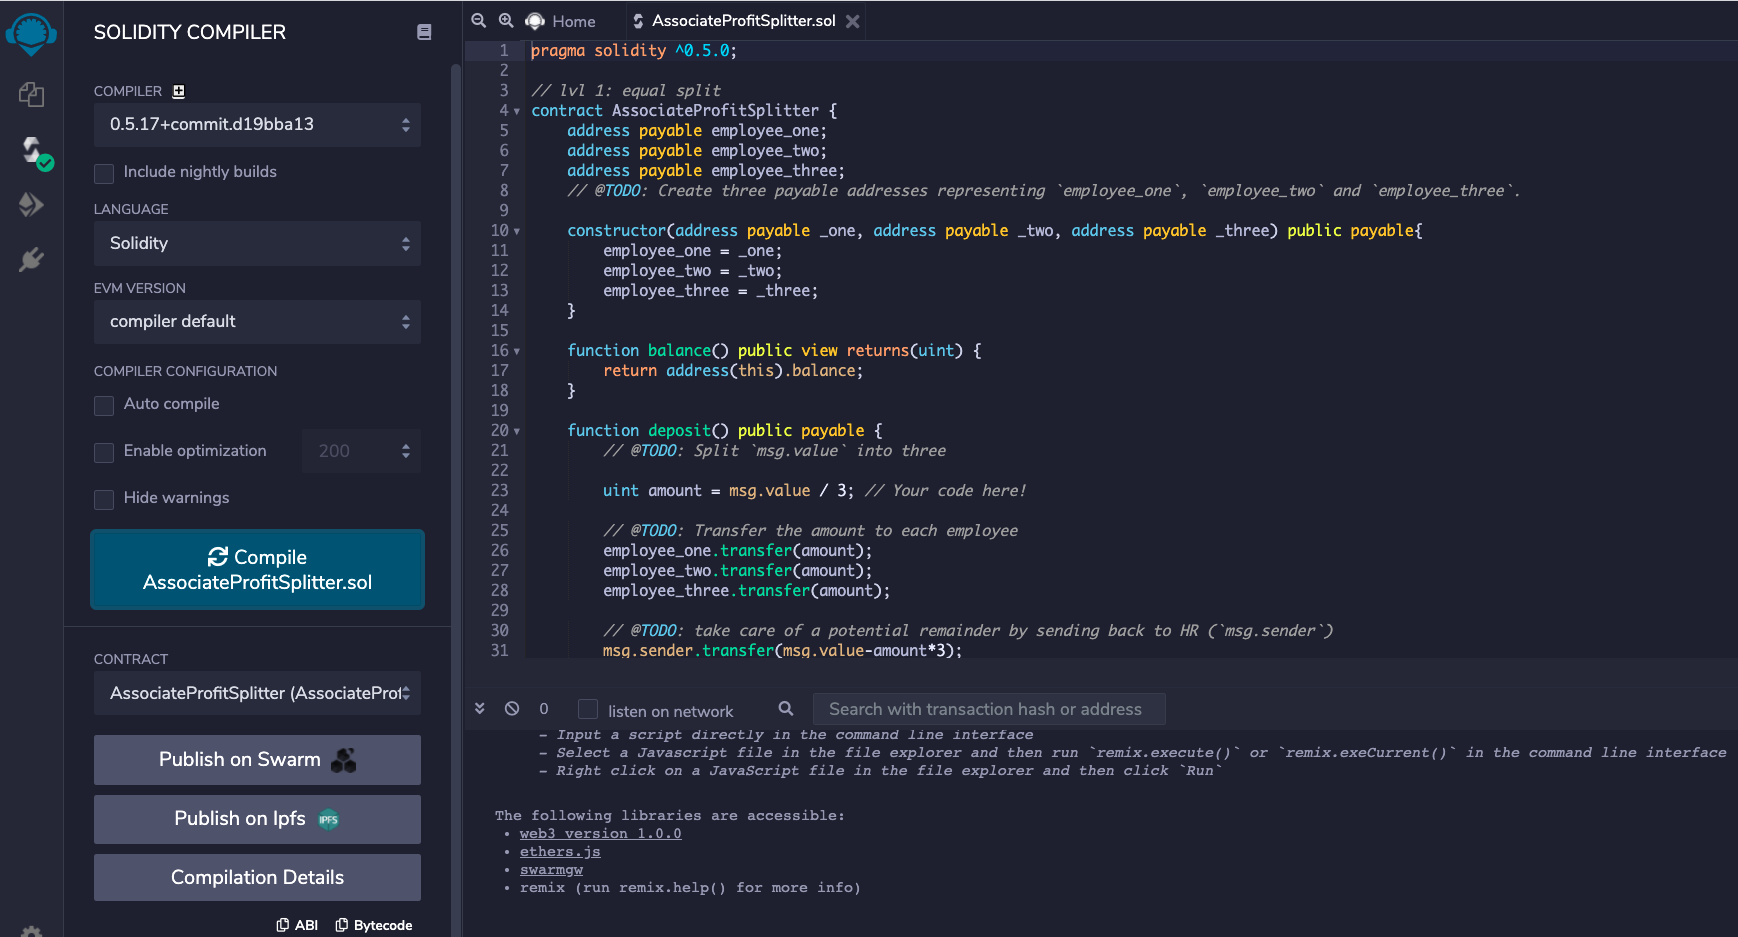 SOLIDITY COMPILER
COMPILER
0.5.17+commit.d19bba13
Include nightly builds
LANGUAGE
Solidity
EVM VERSION
compiler default
COMPILER CONFIGURATION
Auto compile
Enable optimization 200
Hide warnings
Compile
AssociateProfitSplitter.sol
CONTRACT
AssociateProfitSplitter (AssociateProf
Publish on Swarm
Publish on Ipfs IPFS
Compilation Details
ABI Bytecode
Home AssociateProfitSplitter.sol
1 pragma solidity ^0.5.0;
2
3 // lvl 1: equal split
4 contract AssociateProfitSplitter {
5 address payable employee_one;
6 address payable employee_two;
7 address payable employee_three;
8 // @TODO: Create three payable addresses representing `employee_one`, `employee_two` and `employee_three`.
9
10 constructor(address payable _one, address payable _two, address payable _three) public payable{
11 employee_one = _one;
12 employee_two = _two;
13 employee_three = _three;
14 }
15
16 function balance() public view returns(uint) {
17 return address(this).balance;
18 }
19
20 function deposit() public payable {
21 // @TODO: Split `msg.value` into three
22
23 uint amount = msg.value / 3; // Your code here!
24
25 // @TODO: Transfer the amount to each employee
26 employee_one.transfer(amount);
27 employee_two.transfer(amount);
28 employee_three.transfer(amount);
29
30 // @TODO: take care of a potential remainder by sending back to HR (`msg.sender`)
31 msg.sender.transfer(msg.value-amount*3);
0 listen on network Search with transaction hash or address
- Input a script directly in the command line interface
- Select a Javascript file in the file explorer and then run `remix.execute()` or `remix.exeCurrent()` in the command line interface
- Right click on a JavaScript file in the file explorer and then click `Run`
The following libraries are accessible:
• web3 version 1.0.0
• ethers.js
• swarmgw
• remix (run remix.help() for more info)